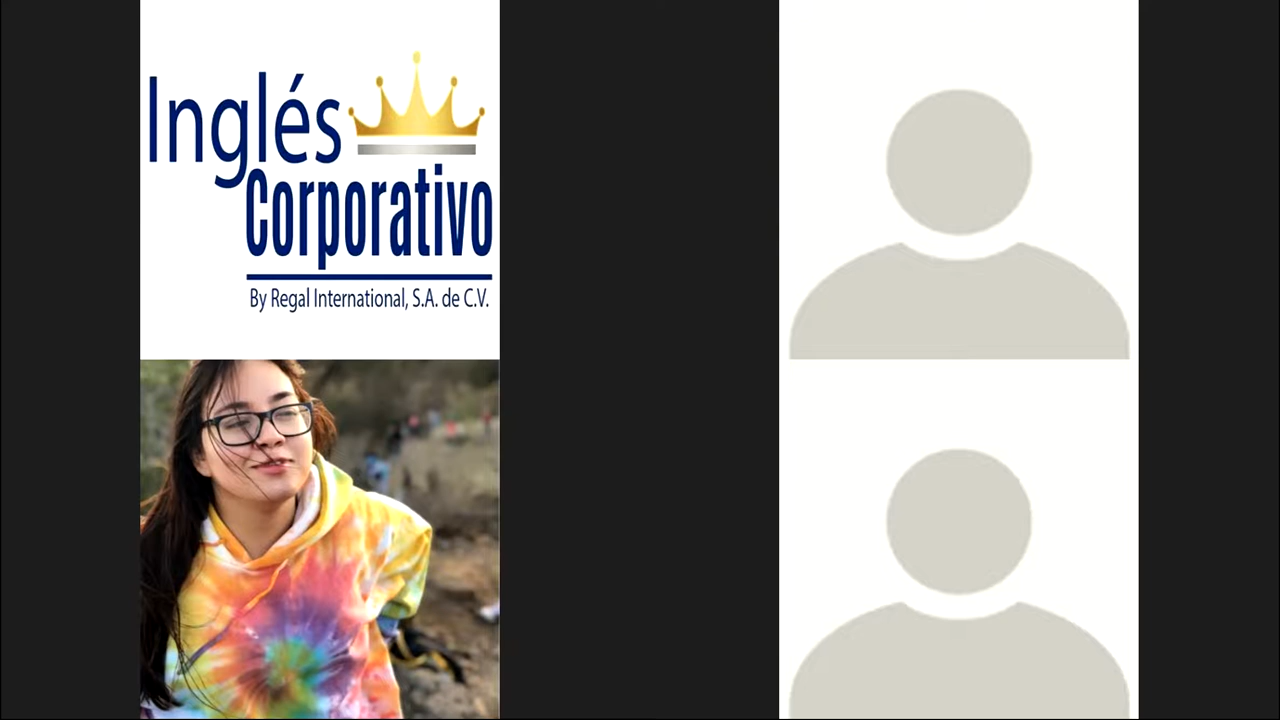 Inglés
Corporativo
By Regal International, S.A. de C.V.